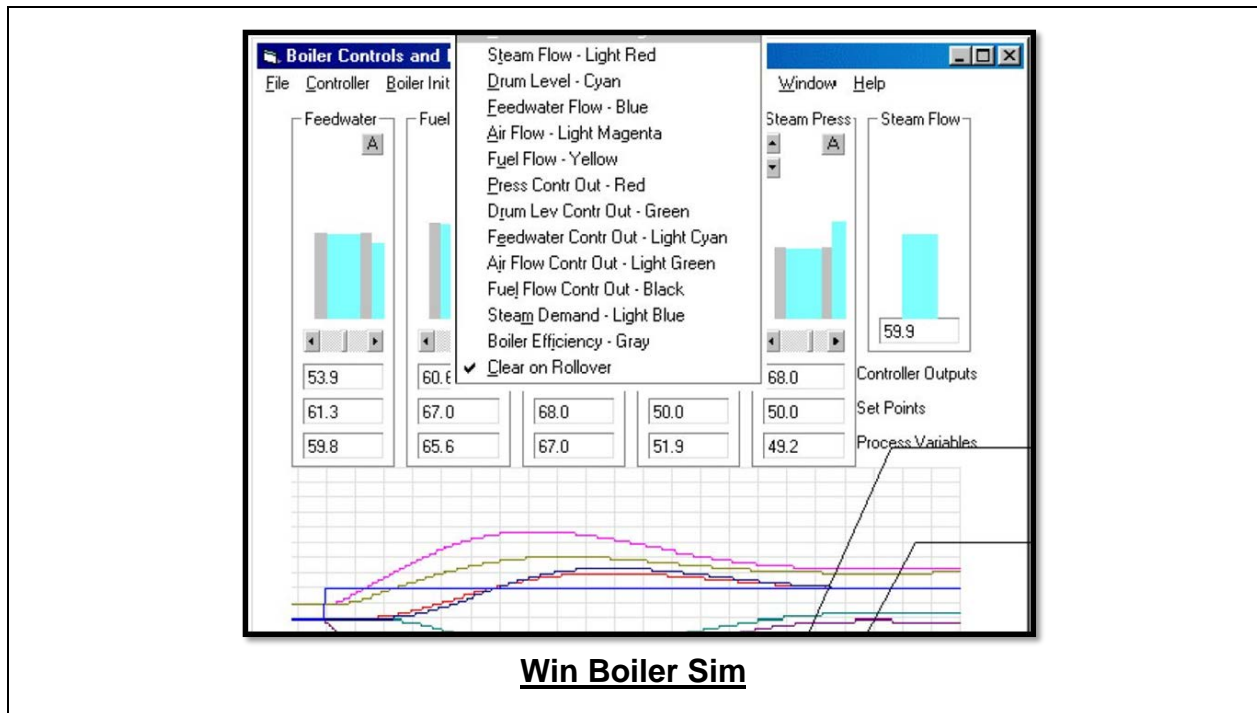 Boiler Controls and
File Controller Boiler Init Window Help
Steam Flow - Light Red
Drum Level - Cyan
Feedwater Flow - Blue
Air Flow - Light Magenta
Fuel Flow - Yellow
Press Contr Out - Red
Drum Lev Contr Out - Green
Feedwater Contr Out - Light Cyan
Air Flow Contr Out - Light Green
Fuel Flow Contr Out - Black
Steam Demand - Light Blue
Boiler Efficiency - Gray
Clear on Rollover
Feedwater Fuel Steam Press Steam Flow
A A
59.9
53.9 60.6 68.0 Controller Outputs
61.3 67.0 68.0 50.0 50.0 Set Points
59.8 65.6 67.0 51.9 49.2 Process Variables
Win Boiler Sim